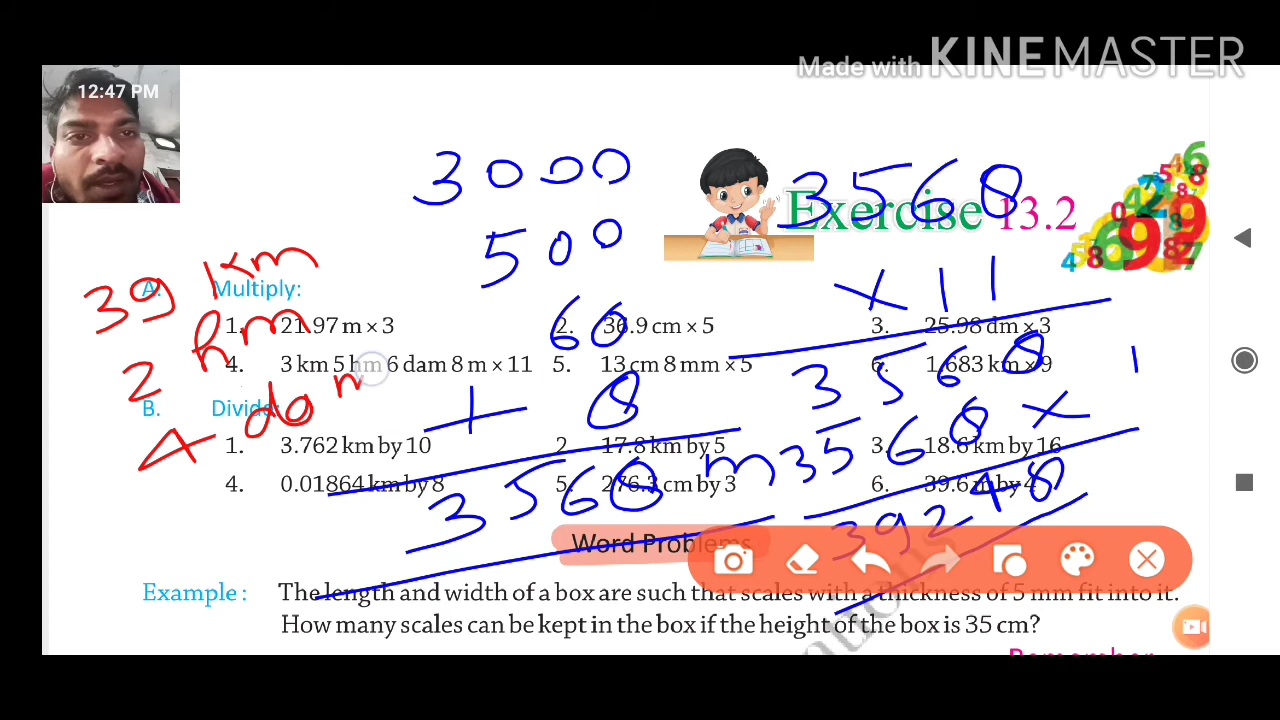 Made with KINEMASTER
12:47 PM
3000
500
60
+ 8
3568 m
3568
× 11
3568
3568×
39248
1
39 km
2 hm
4 dam
Exercise 13.2
A. Multiply:
1. 21.97 m × 3 2. 36.9 cm × 5 3. 25.98 dm × 3
4. 3 km 5 hm 6 dam 8 m × 11 5. 13 cm 8 mm × 5 6. 1.683 km × 9
B. Divide:
1. 3.762 km by 10 2. 17.8 km by 5 3. 18.6 km by 16
4. 0.01864 km by 8 5. 276.3 cm by 3 6. 39.6 m by 4
Word Problems
Example : The length and width of a box are such that scales with a thickness of 5 mm fit into it.
How many scales can be kept in the box if the height of the box is 35 cm?
Remember